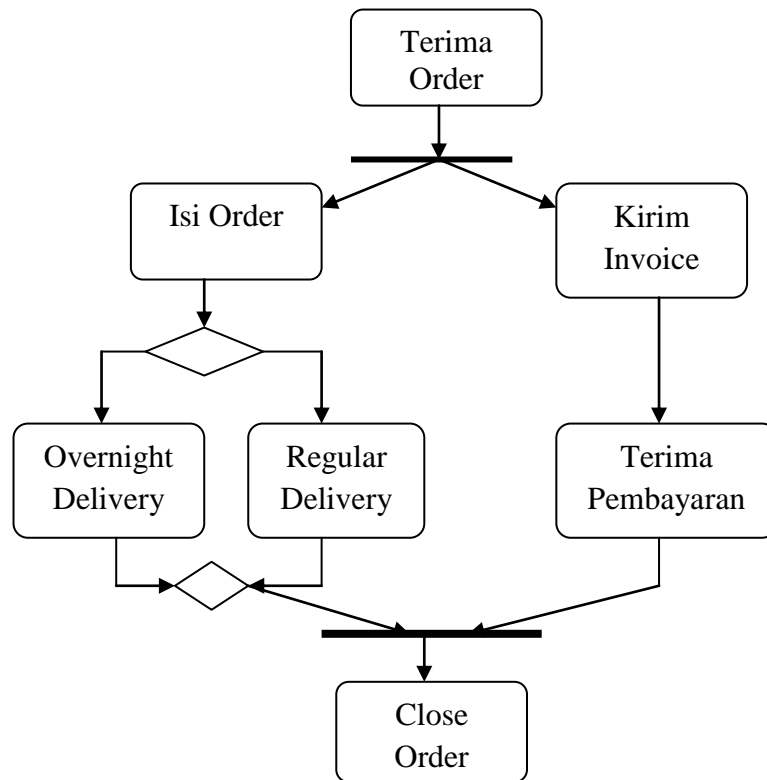 Terima
Order
Isi Order
Kirim
Invoice
Overnight
Delivery
Regular
Delivery
Terima
Pembayaran
Close
Order